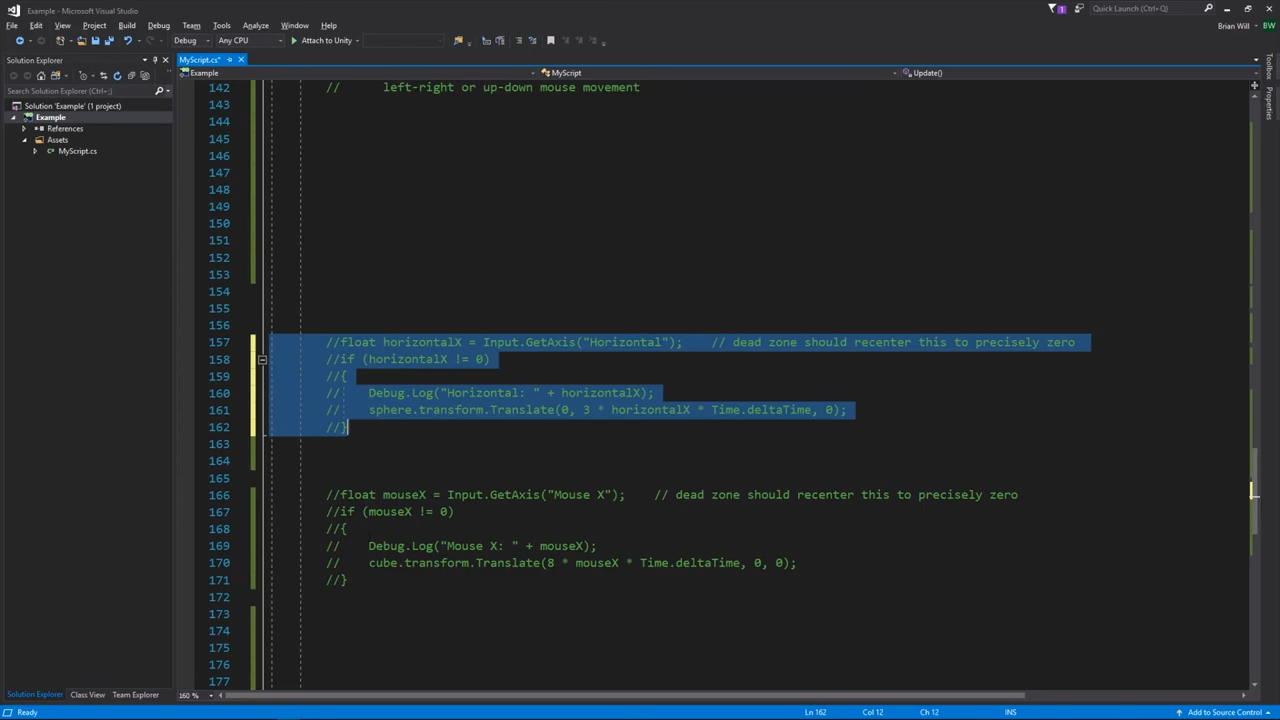 Example - Microsoft Visual Studio
1
Quick Launch (Ctrl+Q)
File Edit View Project Build Debug Team Tools Analyze Window Help
Brian Will BW
Debug Any CPU Attach to Unity
Solution Explorer
MyScript.cs*
Example MyScript Update()
Search Solution Explorer (Ctrl+;)
Solution 'Example' (1 project)
Example
References
Assets
MyScript.cs
142 // left-right or up-down mouse movement
143
144
145
146
147
148
149
150
151
152
153
154
155
156
157 //float horizontalX = Input.GetAxis("Horizontal"); // dead zone should recenter this to precisely zero
158 //if (horizontalX != 0)
159 //{
160 // Debug.Log("Horizontal: " + horizontalX);
161 // sphere.transform.Translate(0, 3 * horizontalX * Time.deltaTime, 0);
162 //}
163
164
165
166 //float mouseX = Input.GetAxis("Mouse X"); // dead zone should recenter this to precisely zero
167 //if (mouseX != 0)
168 //{
169 // Debug.Log("Mouse X: " + mouseX);
170 // cube.transform.Translate(8 * mouseX * Time.deltaTime, 0, 0);
171 //}
172
173
174
175
176
177
Toolbox
Properties
Solution Explorer Class View Team Explorer
160 %
Ready
Ln 162 Col 12 Ch 12 INS
Add to Source Control